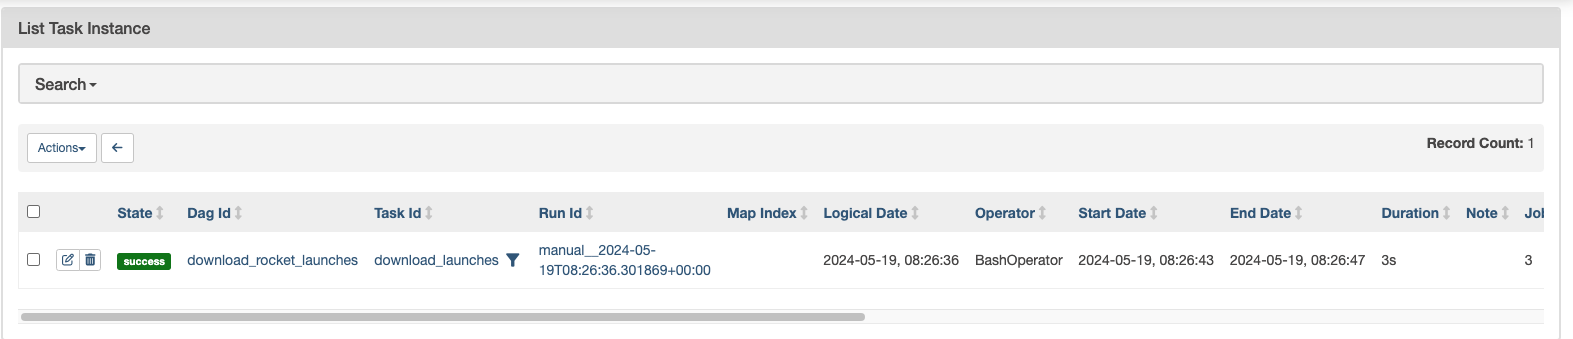 List Task Instance
Search
Actions
Record Count: 1
State Dag Id Task Id Run Id Map Index Logical Date Operator Start Date End Date Duration Note Jo
success download_rocket_launches download_launches manual__2024-05-19T08:26:36.301869+00:00 2024-05-19, 08:26:36 BashOperator 2024-05-19, 08:26:43 2024-05-19, 08:26:47 3s 3